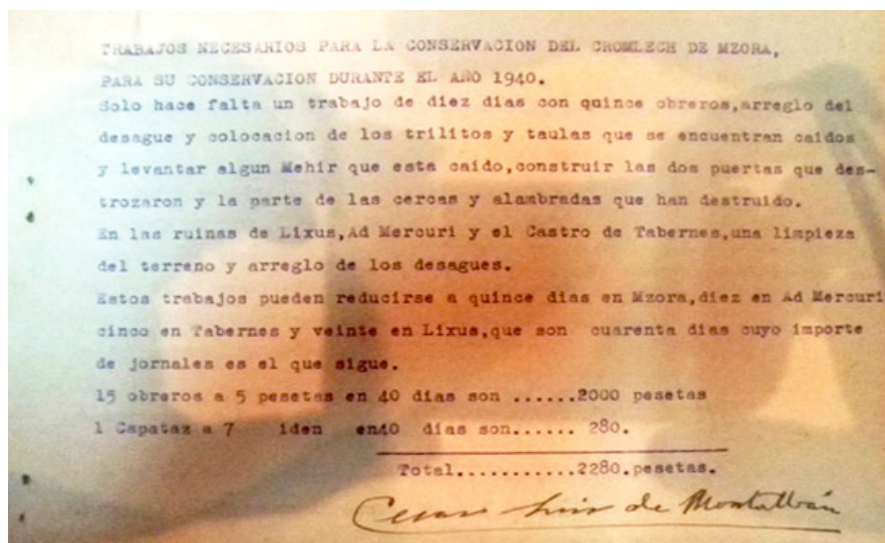 TRABAJOS NECESARIOS PARA LA CONSERVACION DEL CROMLECH DE MZORA,
PARA SU CONSERVACION DURANTE EL AÑO 1940.
Solo hace falta un trabajo de diez dias con quince obreros,arreglo del
desague y colocacion de los trilitos y taulas que se encuentran caidos
y levantar algun Mehir que esta caido,construir las dos puertas que des-
trozaron y la parte de las cercas y alambradas que han destruido.
En las ruinas de Lixus,Ad Mercuri y el Castro de Tabernes,una limpieza
del terreno y arreglo de los desagues.
Estos trabajos pueden reducirse a quince dias en Mzora,diez en Ad Mercuri
cinco en Tabernes y veinte en Lixus,que son cuarenta dias cuyo importe
de jornales es el que sigue.
15 obreros a 5 pesetas en 40 dias son ......2000 pesetas
1 Capataz a 7 iden en40 dias son...... 280.
Total...........2280.pesetas.
Cesar Luis de Montalbán